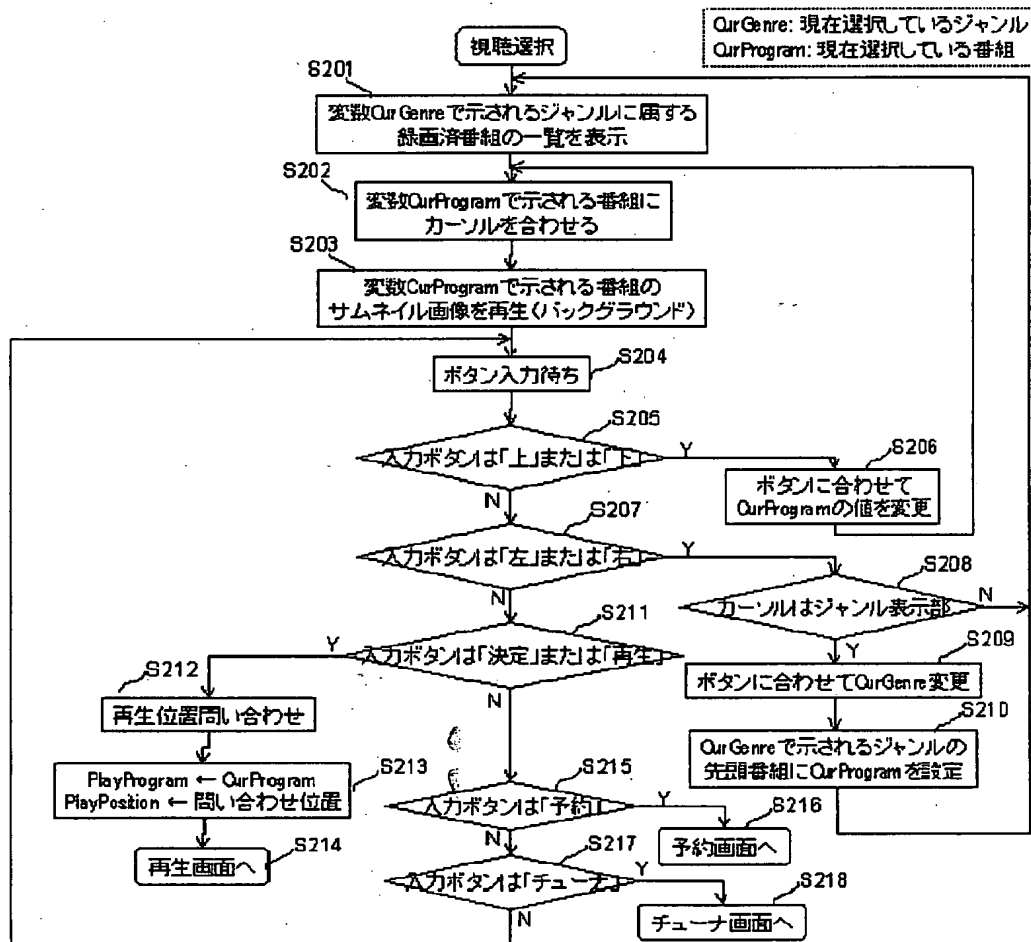 CurGenre: 現在選択しているジャンル
CurProgram: 現在選択している番組
視聴選択
S201
変数CurGenreで示されるジャンルに属する
録画済番組の一覧を表示
S202
変数CurProgramで示される番組に
カーソルを合わせる
S203
変数CurProgramで示される番組の
サムネイル画像を再生(バックグラウンド)
S204
ボタン入力待ち
S205
入力ボタンは「上」または「下」
Y
N
S206
ボタンに合わせて
CurProgramの値を変更
S207
入力ボタンは「左」または「右」
Y
N
S208
カーソルはジャンル表示部
N
Y
S209
ボタンに合わせてCurGenre変更
S210
CurGenreで示されるジャンルの
先頭番組にCurProgramを設定
S211
入力ボタンは「決定」または「再生」
Y
N
S212
再生位置問い合わせ
S213
PlayProgram ← CurProgram
PlayPosition ← 問い合わせ位置
S214
再生画面へ
S215
入力ボタンは「予約」
Y
N
S216
予約画面へ
S217
入力ボタンは「チューナ」
Y
N
S218
チューナ画面へ